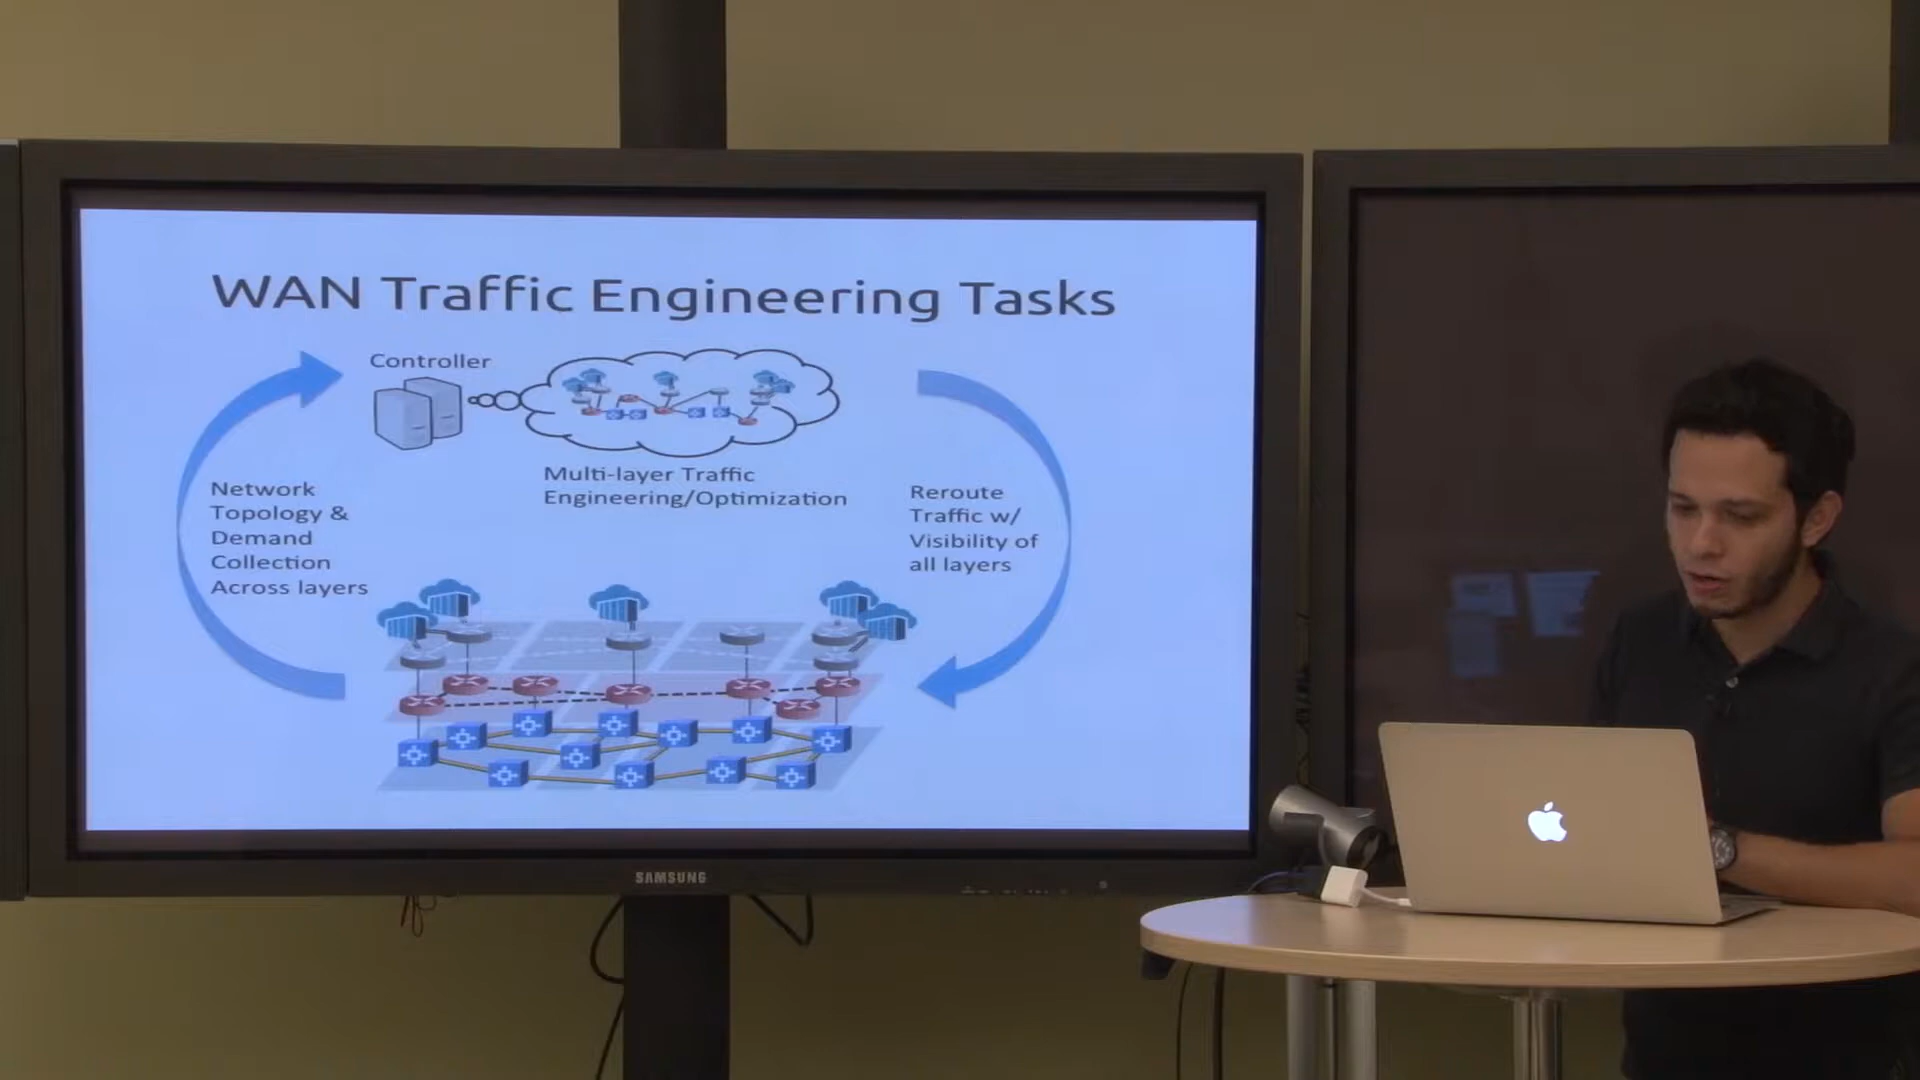 WAN Traffic Engineering Tasks
Controller
Multi-layer Traffic
Engineering/Optimization
Network
Topology &
Demand
Collection
Across layers
Reroute
Traffic w/
Visibility of
all layers
SAMSUNG